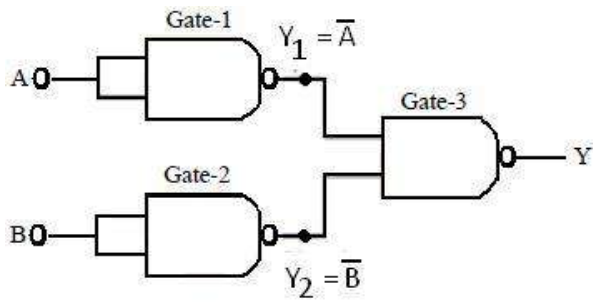 Gate-1
Y₁ = A̅
A
Gate-3
Y
Gate-2
B
Y₂ = B̅